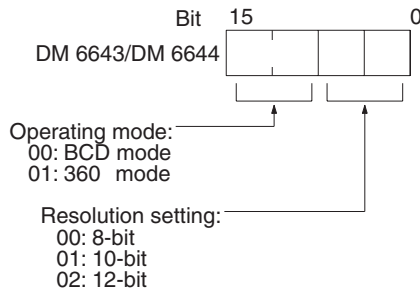 Bit 15 0
DM 6643/DM 6644
Operating mode:
00: BCD mode
01: 360 mode
Resolution setting:
00: 8-bit
01: 10-bit
02: 12-bit